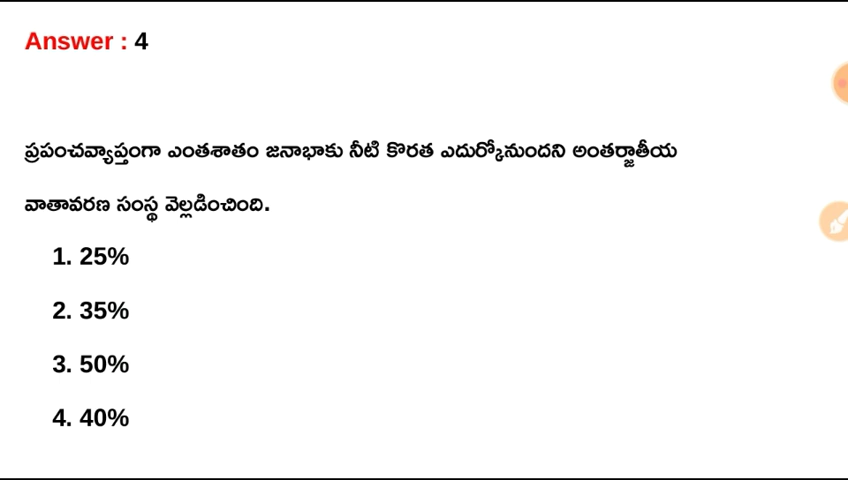 Answer : 4
ప్రపంచవ్యాప్తంగా ఎంతశాతం జనాభాకు నీటి కొరత ఎదుర్కోనుందని అంతర్జాతీయ
వాతావరణ సంస్థ వెల్లడించింది.
1. 25%
2. 35%
3. 50%
4. 40%